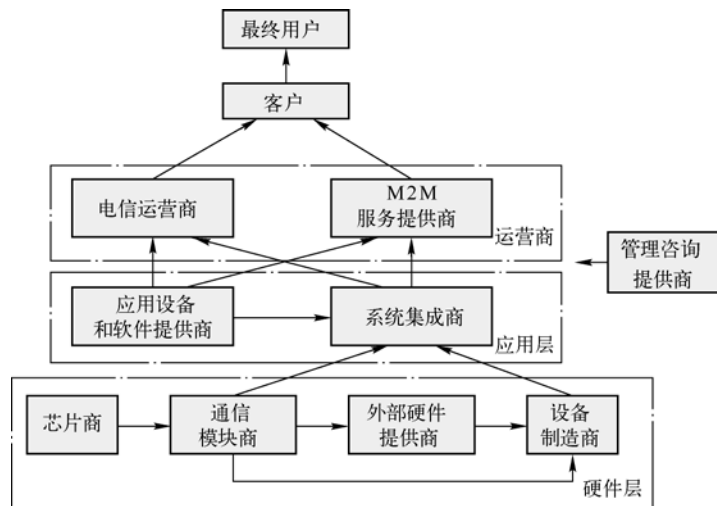 最终用户
客户
电信运营商
M2M
服务提供商
运营商
管理咨询
提供商
应用设备
和软件提供商
系统集成商
应用层
芯片商
通信
模块商
外部硬件
提供商
设备
制造商
硬件层